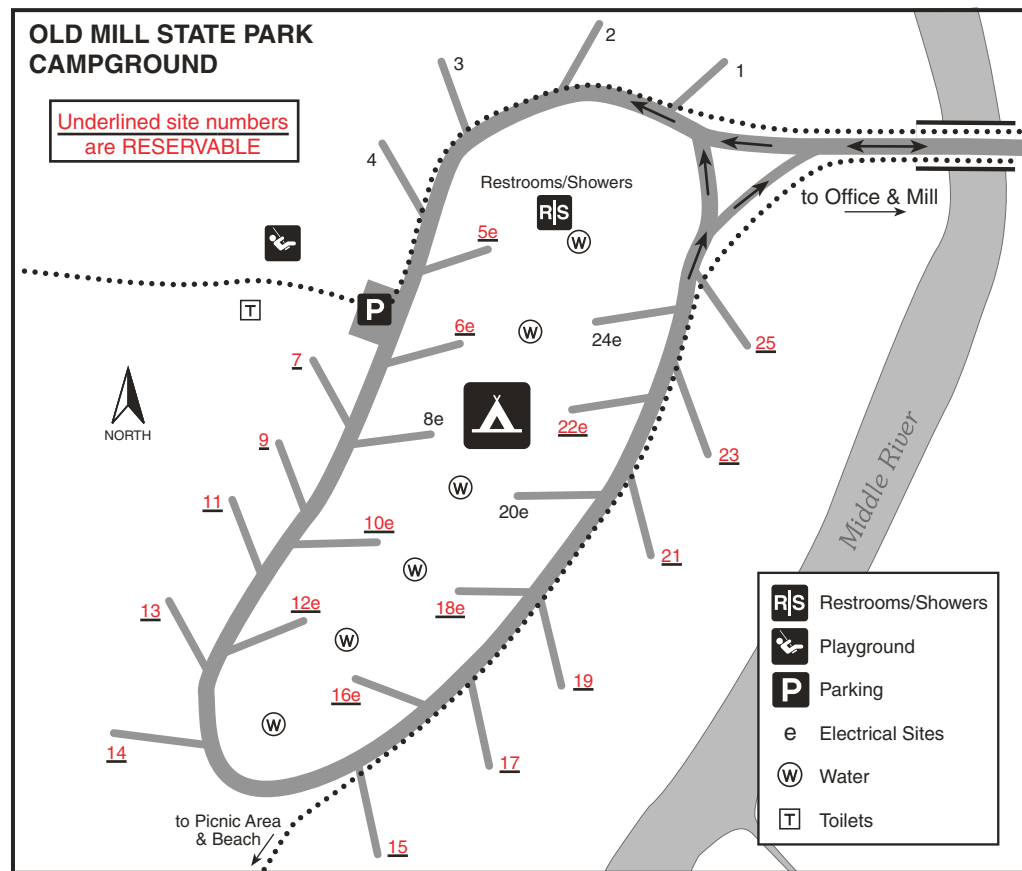 OLD MILL STATE PARK
CAMPGROUND
Underlined site numbers
are RESERVABLE
2
3
1
4
Restrooms/Showers
R|S
W
to Office & Mill
5e
T
P
6e
W
24e
25
7
NORTH
8e
22e
9
23
11
W
20e
10e
21
Middle River
W
12e
18e
13
W
19
16e
W
14
17
to Picnic Area
& Beach
15
R|S Restrooms/Showers
Playground
P Parking
e Electrical Sites
W Water
T Toilets